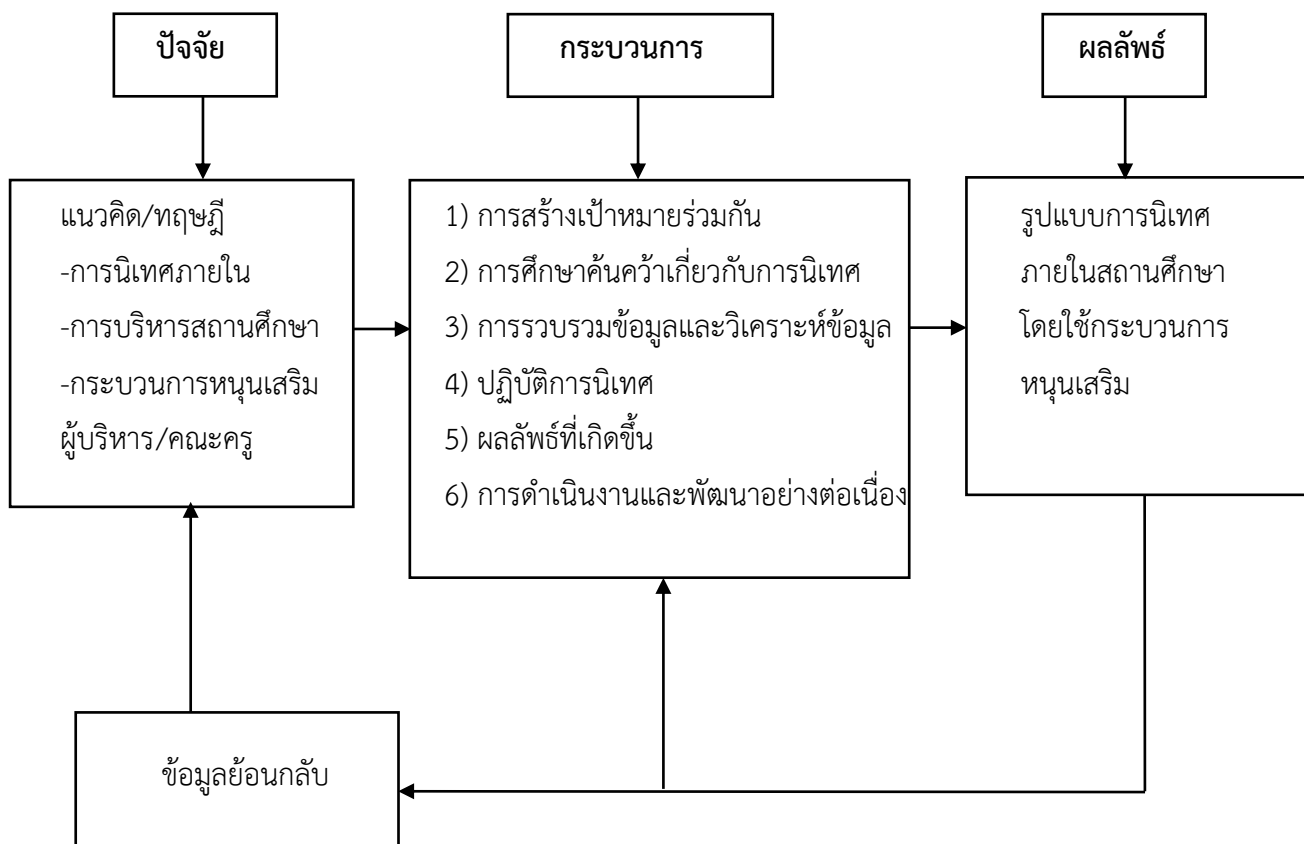 ปัจจัย
กระบวนการ
ผลลัพธ์
แนวคิด/ทฤษฎี
-การนิเทศภายใน
-การบริหารสถานศึกษา
-กระบวนการหนุนเสริม
ผู้บริหาร/คณะครู
1) การสร้างเป้าหมายร่วมกัน
2) การศึกษาค้นคว้าเกี่ยวกับการนิเทศ
3) การรวบรวมข้อมูลและวิเคราะห์ข้อมูล
4) ปฏิบัติการนิเทศ
5) ผลลัพธ์ที่เกิดขึ้น
6) การดำเนินงานและพัฒนาอย่างต่อเนื่อง
รูปแบบการนิเทศ
ภายในสถานศึกษา
โดยใช้กระบวนการ
หนุนเสริม
ข้อมูลย้อนกลับ